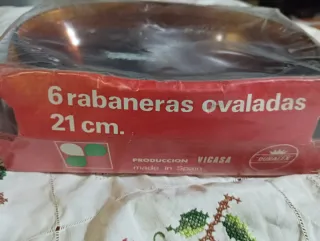 6 rabaneras ovaladas
21 cm.
PRODUCCION VICASA
made in Spain